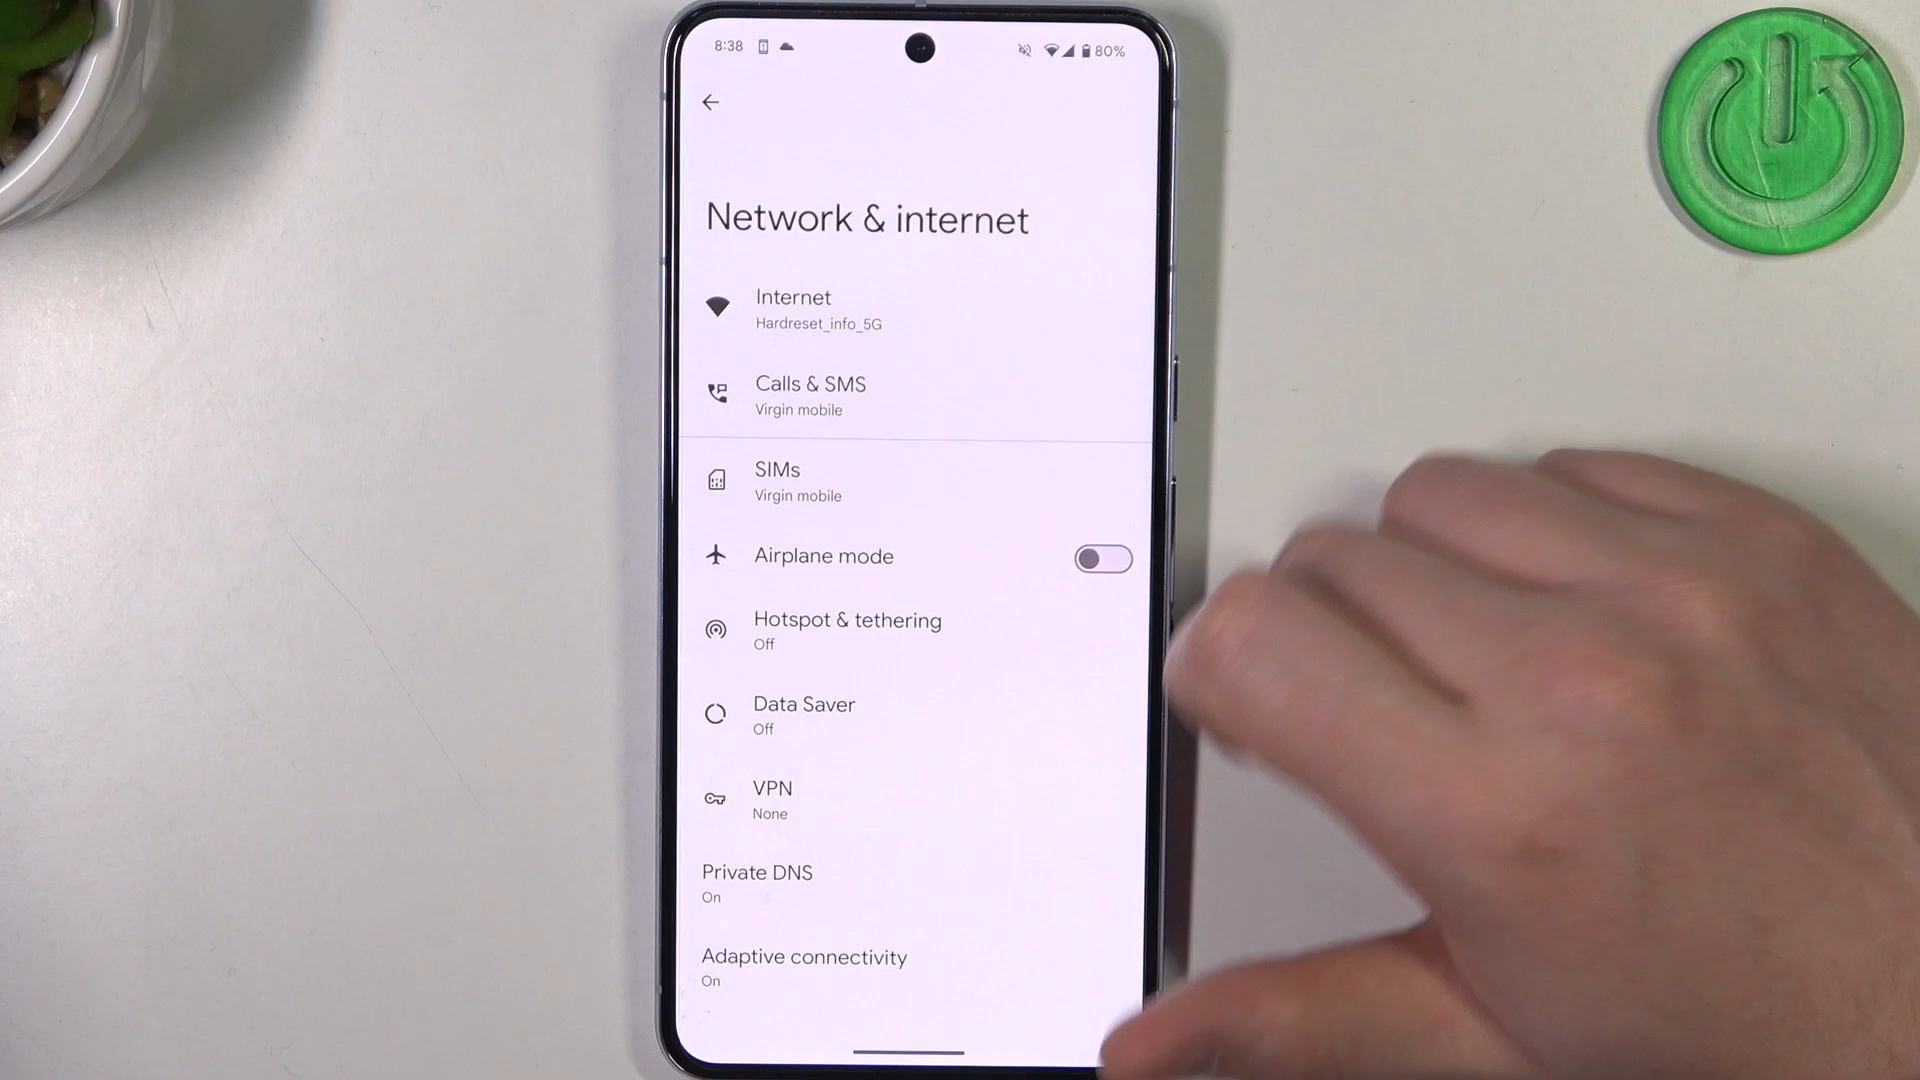 8:38
80%
Network & internet
Internet
Hardreset_info_5G
Calls & SMS
Virgin mobile
SIMs
Virgin mobile
Airplane mode
Hotspot & tethering
Off
Data Saver
Off
VPN
None
Private DNS
On
Adaptive connectivity
On